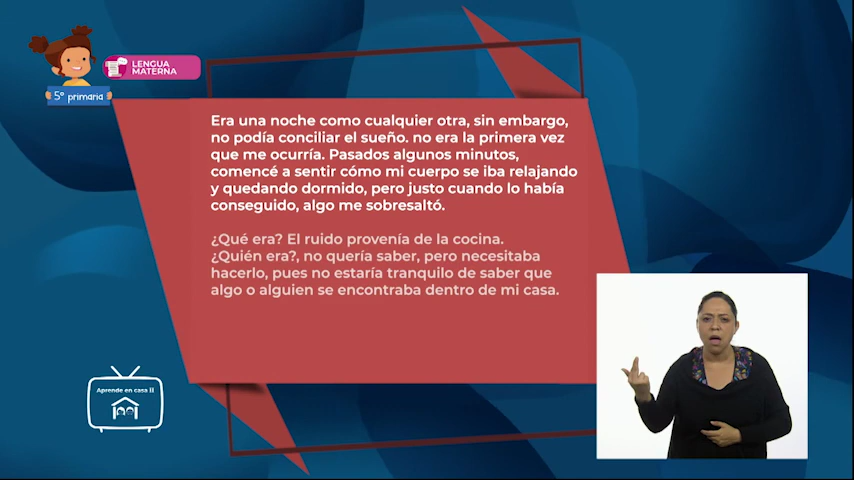 LENGUA
MATERNA
5° primaria
Era una noche como cualquier otra, sin embargo,
no podía conciliar el sueño. no era la primera vez
que me ocurría. Pasados algunos minutos,
comencé a sentir cómo mi cuerpo se iba relajando
y quedando dormido, pero justo cuando lo había
conseguido, algo me sobresaltó.
¿Qué era? El ruido provenía de la cocina.
¿Quién era?, no quería saber, pero necesitaba
hacerlo, pues no estaría tranquilo de saber que
algo o alguien se encontraba dentro de mi casa.
Aprende en casa II